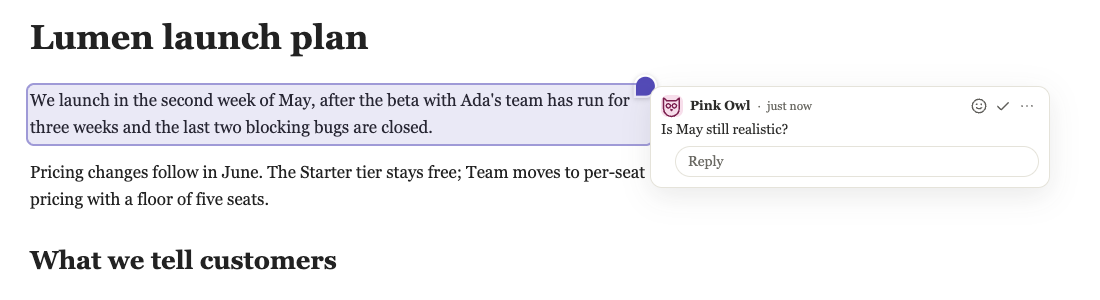 Lumen launch plan
We launch in the second week of May, after the beta with Ada's team has run for
three weeks and the last two blocking bugs are closed.
Pink Owl · just now
Is May still realistic?
Reply
Pricing changes follow in June. The Starter tier stays free; Team moves to per-seat
pricing with a floor of five seats.
What we tell customers